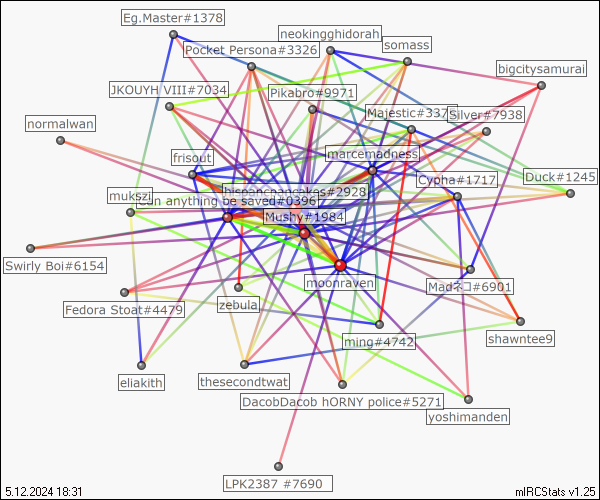 Eg.Master#1378
neokingghidorah
Pocket Persona#3326
somass
bigcitysamurai
JKOUYH VIII#7034
Pikabro#9971
Majestic#337
Silver#7938
normalwan
marcemadness
frisout
Duck#1245
Cypha#1717
hispanchancakes#2928
mukszi
n anything be saved#0396
Mushy#1984
Swirly Boi#6154
moonraven
Madネコ#6901
Fedora Stoat#4479
zebula
ming#4742
shawntee9
eliakith
thesecondtwat
DacobDacob hORNY police#5271
yoshimanden
LPK2387 #7690
5.12.2024 18:31
mIRCStats v1.25